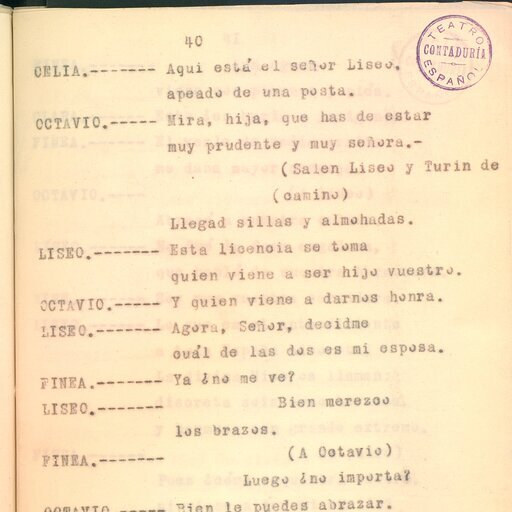 40
TEATRO
CONTADURÍA
ESPAÑOL
CELIA.------- Aqui está el señor Liseo.
apeado de una posta.
OCTAVIO.----- Mira, hija, que has de estar
muy prudente y muy señora.-
(Salen Liseo y Turin de
(camino)
Llegad sillas y almohadas.
LISEO.------- Esta licencia se toma
quien viene a ser hijo vuestro.
OCTAVIO.----- Y quien viene a darnos honra.
LISEO.------- Agora, Señor, decidme
cuál de las dos es mi esposa.
FINEA.------- Ya ¿no me ve?
LISEO.------- Bien merezco
los brazos.
(A Octavio)
FINEA.-------
Luego ¿no importa?
OCTAVIO.----- Bien le puedes abrazar.